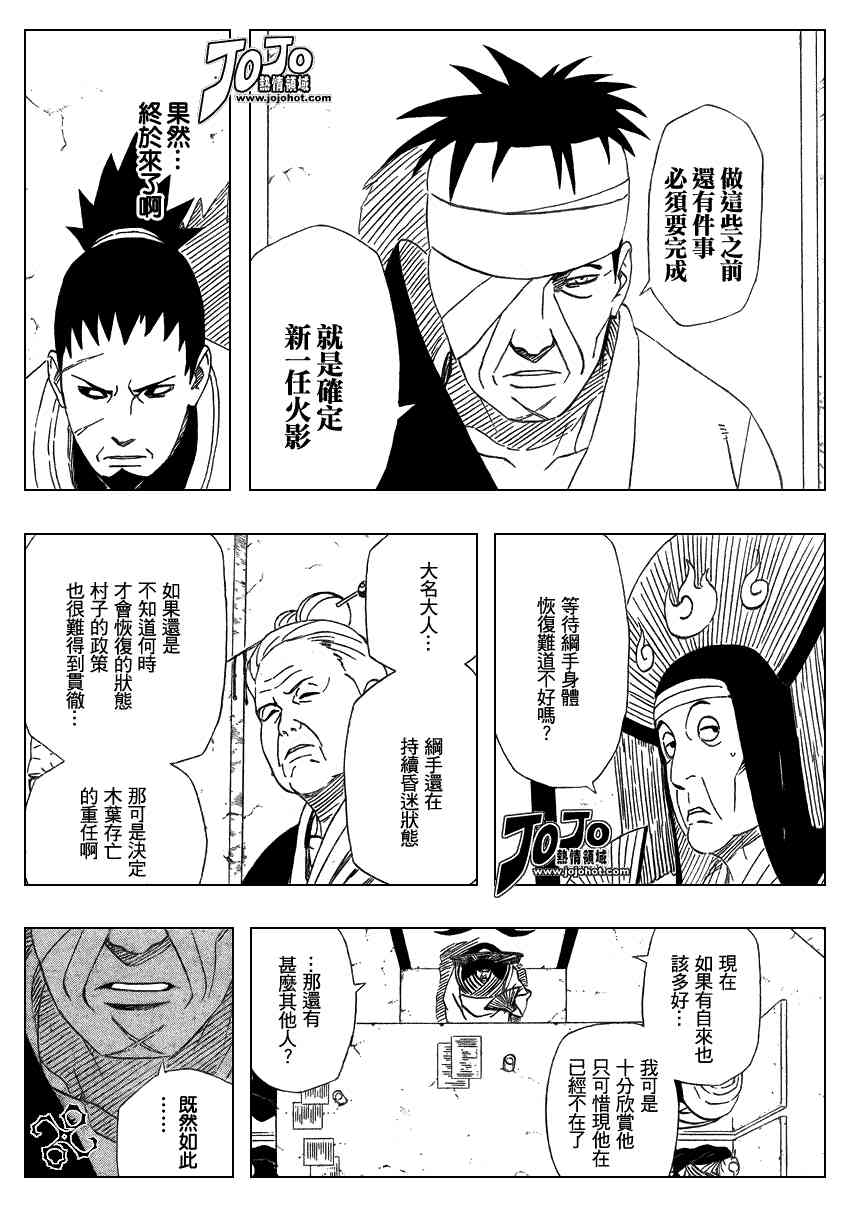 做這些之前
還有件事
必須要完成
就是確定
新一任火影
JOJO
熱情領域
www.jojohot.com
果然…
終於來了啊
等待綱手身體
恢復難道不好嗎？
JOJO
熱情領域
www.jojohot.com
大名大人…
綱手還在
持續昏迷狀態
如果還是
不知道何時
才會恢復的狀態
村子的政策
也很難得到貫徹…
那可是決定
木葉存亡
的重任啊
現在
如果有自來也
該多好…
我可是
十分欣賞他
只可惜現他在
已經不在了
…那還有
甚麼其他人？
既然如此
……